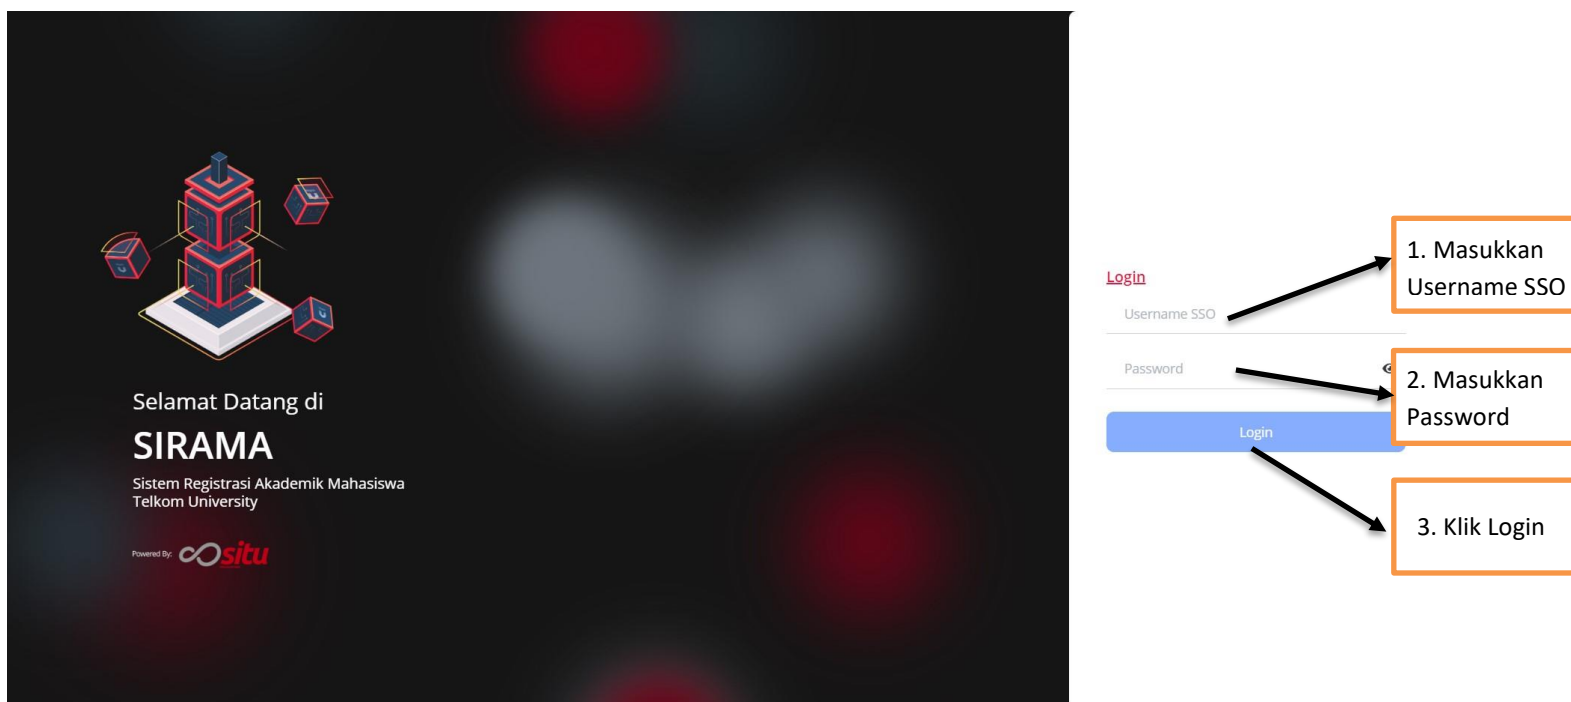 Selamat Datang di
SIRAMA
Sistem Registrasi Akademik Mahasiswa
Telkom University
Powered By:
situ
Login
Username SSO
Password
Login
1. Masukkan
Username SSO
2. Masukkan
Password
3. Klik Login